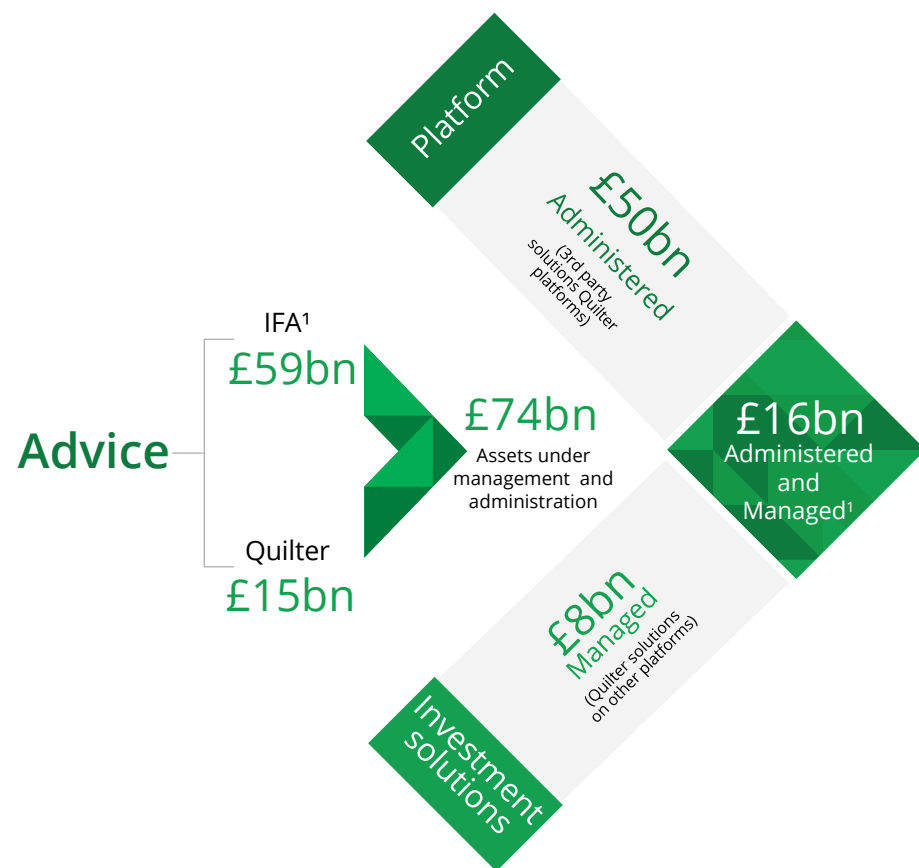 Platform
£50bn
Administered
(3rd party
solutions Quilter
platforms)
IFA¹
£59bn
Advice
£74bn
Assets under
management and
administration
£16bn
Administered
and
Managed¹
Quilter
£15bn
£8bn
Managed
(Quilter solutions
on other platforms)
Investment
solutions